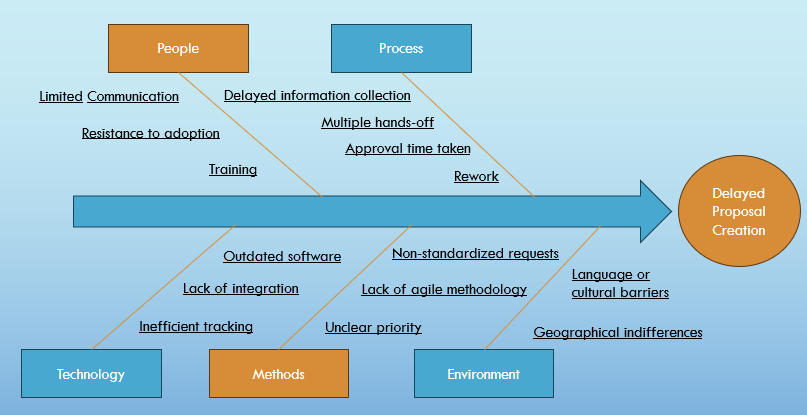 People
Process
Limited Communication
Delayed information collection
Multiple hands-off
Resistance to adoption
Approval time taken
Training
Rework
Delayed
Proposal
Creation
Outdated software
Non-standardized requests
Lack of integration
Lack of agile methodology
Language or
cultural barriers
Inefficient tracking
Unclear priority
Geographical indifferences
Technology
Methods
Environment